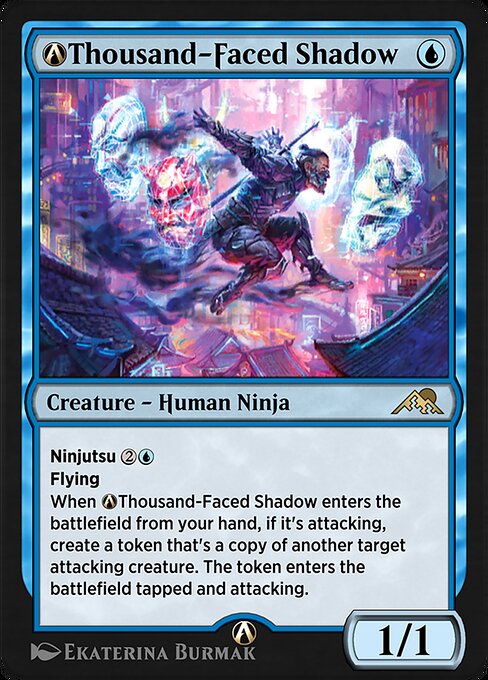 Thousand-Faced Shadow
Creature – Human Ninja
Ninjutsu 2
Flying
When Thousand-Faced Shadow enters the
battlefield from your hand, if it's attacking,
create a token that's a copy of another target
attacking creature. The token enters the
battlefield tapped and attacking.
1/1
Ekaterina Burmak